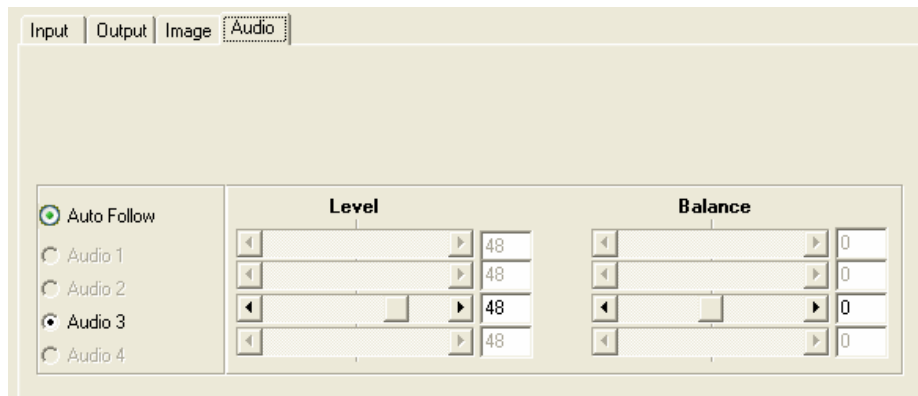 Input Output Image Audio
Level Balance
Auto Follow
Audio 1 48 0
Audio 2 48 0
Audio 3 48 0
Audio 4 48 0